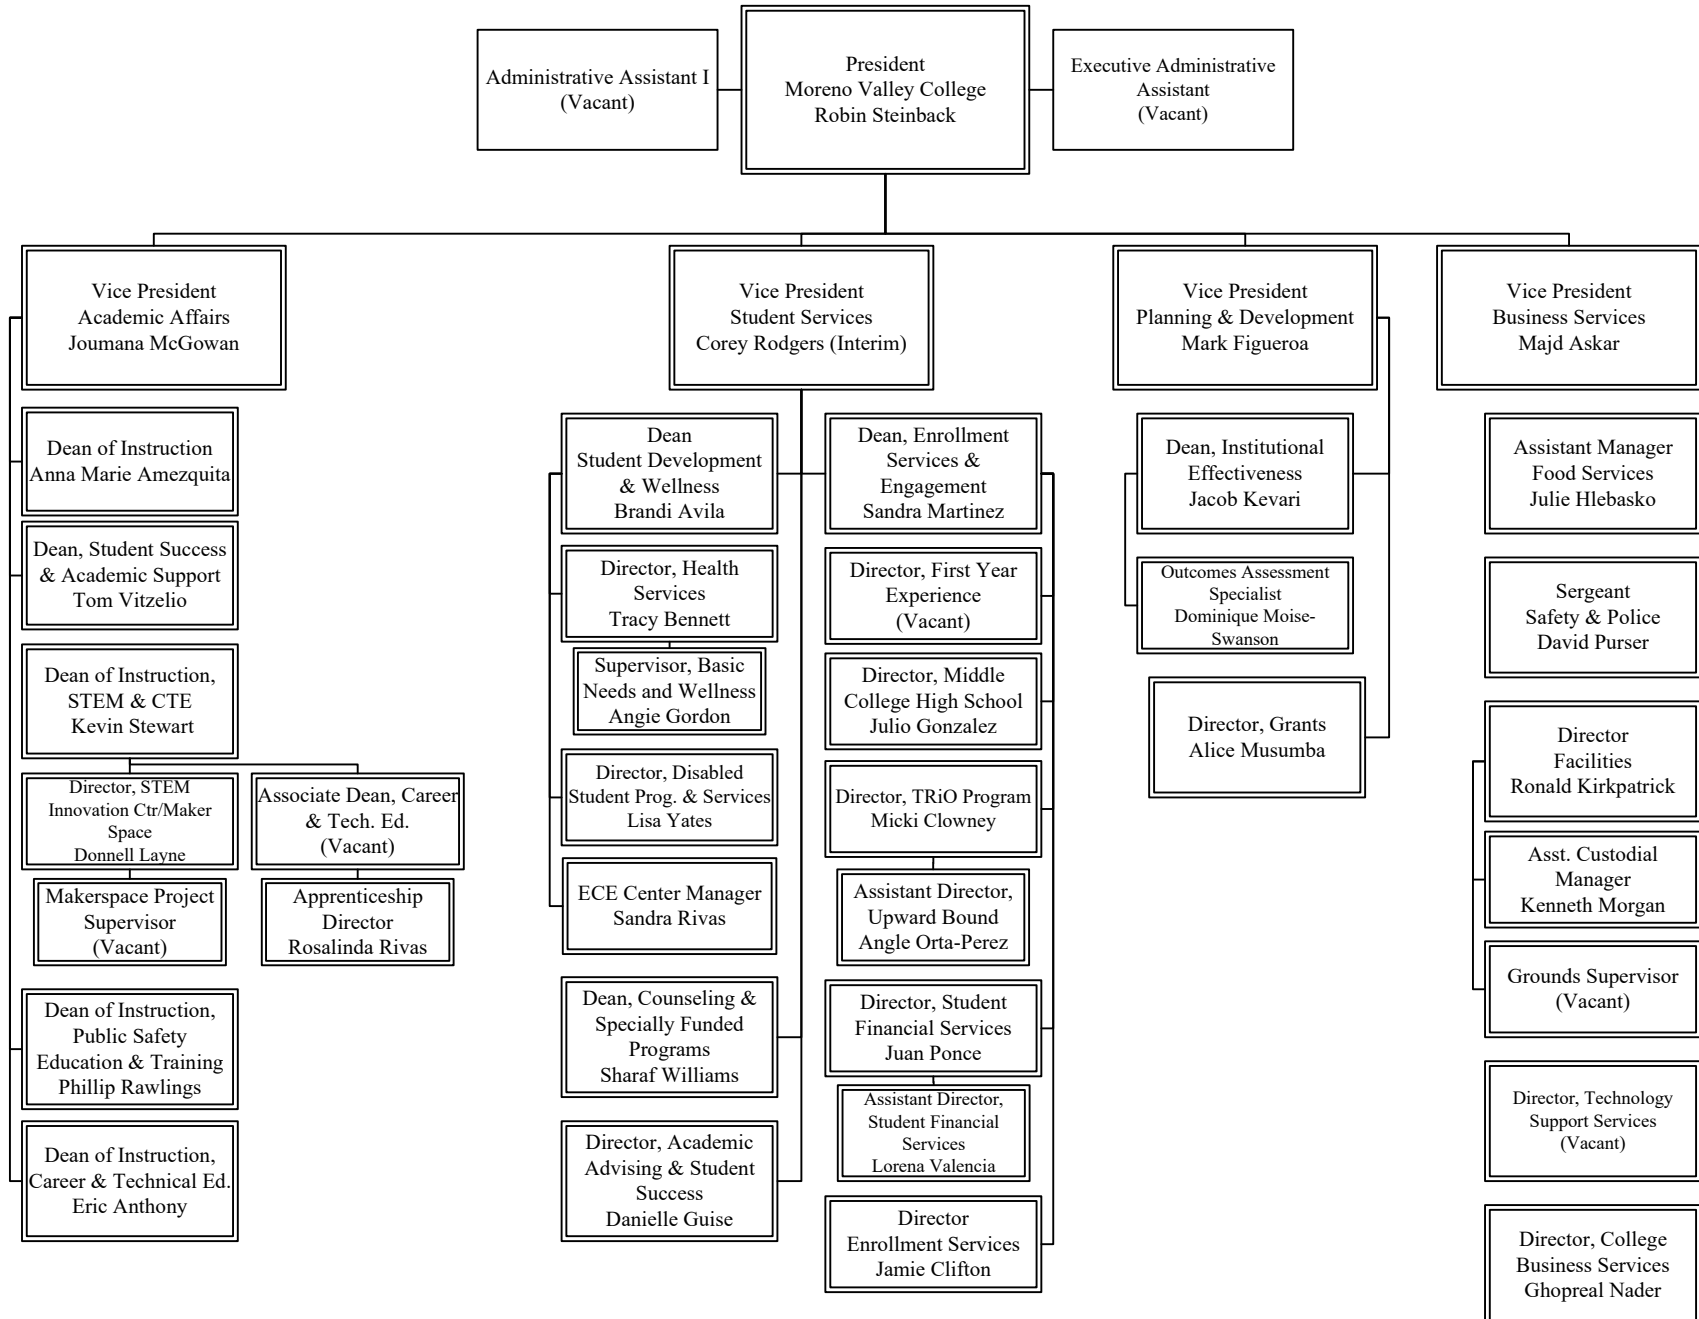 Administrative Assistant I
(Vacant)
President
Moreno Valley College
Robin Steinback
Executive Administrative
Assistant
(Vacant)
Vice President
Academic Affairs
Joumana McGowan
Dean of Instruction
Anna Marie Amezquita
Dean, Student Success
& Academic Support
Tom Vitzelio
Dean of Instruction,
STEM & CTE
Kevin Stewart
Director, STEM
Innovation Ctr/Maker
Space
Donnell Layne
Makerspace Project
Supervisor
(Vacant)
Associate Dean, Career
& Tech. Ed.
(Vacant)
Apprenticeship
Director
Rosalinda Rivas
Dean of Instruction,
Public Safety
Education & Training
Phillip Rawlings
Dean of Instruction,
Career & Technical Ed.
Eric Anthony
Vice President
Student Services
Corey Rodgers (Interim)
Dean
Student Development
& Wellness
Brandi Avila
Director, Health
Services
Tracy Bennett
Supervisor, Basic
Needs and Wellness
Angie Gordon
Director, Disabled
Student Prog. & Services
Lisa Yates
ECE Center Manager
Sandra Rivas
Dean, Counseling &
Specially Funded
Programs
Sharaf Williams
Director, Academic
Advising & Student
Success
Danielle Guise
Dean, Enrollment
Services &
Engagement
Sandra Martinez
Director, First Year
Experience
(Vacant)
Director, Middle
College High School
Julio Gonzalez
Director, TRiO Program
Micki Clowney
Assistant Director,
Upward Bound
Angle Orta-Perez
Director, Student
Financial Services
Juan Ponce
Assistant Director,
Student Financial
Services
Lorena Valencia
Director
Enrollment Services
Jamie Clifton
Vice President
Planning & Development
Mark Figueroa
Dean, Institutional
Effectiveness
Jacob Kevari
Outcomes Assessment
Specialist
Dominique Moise-
Swanson
Director, Grants
Alice Musumba
Vice President
Business Services
Majd Askar
Assistant Manager
Food Services
Julie Hlebasko
Sergeant
Safety & Police
David Purser
Director
Facilities
Ronald Kirkpatrick
Asst. Custodial
Manager
Kenneth Morgan
Grounds Supervisor
(Vacant)
Director, Technology
Support Services
(Vacant)
Director, College
Business Services
Ghopreal Nader